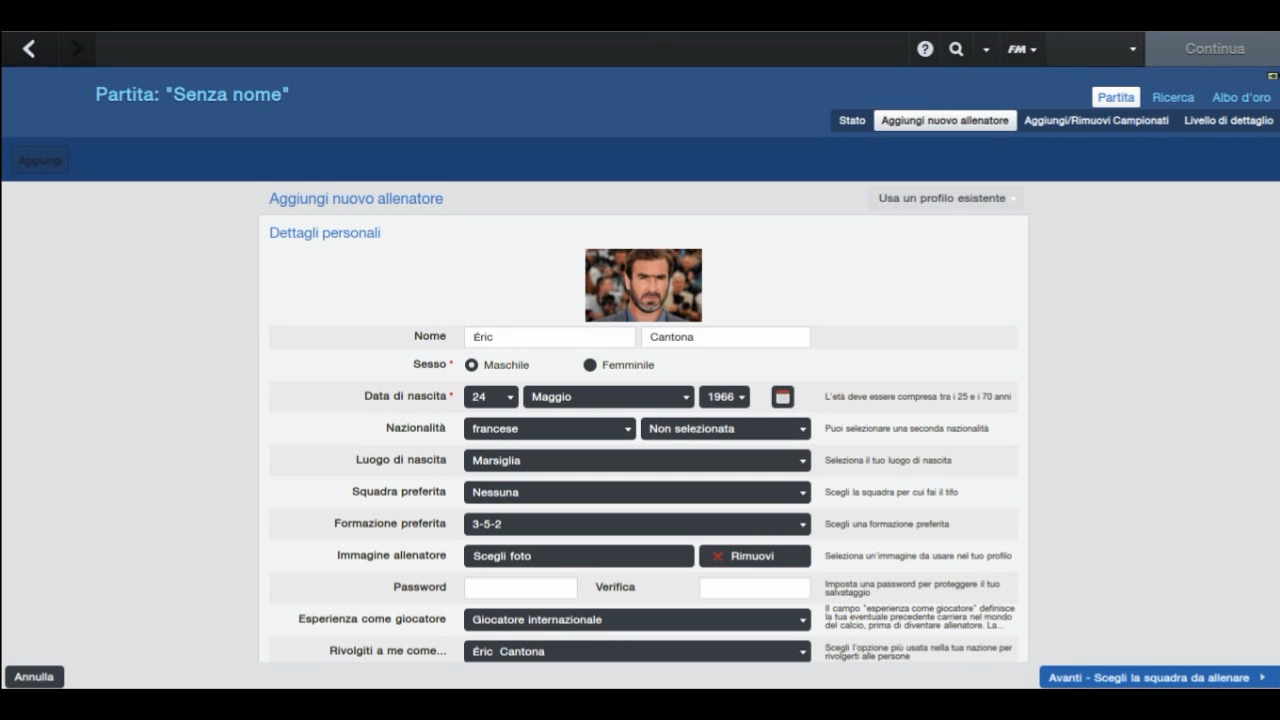 FM
Continua
Partita: "Senza nome"
Partita Ricerca Albo d'oro
Stato Aggiungi nuovo allenatore Aggiungi/Rimuovi Campionati Livello di dettaglio
Aggiungi
Aggiungi nuovo allenatore
Usa un profilo esistente
Dettagli personali
Nome Éric Cantona
Sesso * Maschile Femminile
Data di nascita * 24 Maggio 1966 L'età deve essere compresa tra i 25 e i 70 anni
Nazionalità francese Non selezionata Puoi selezionare una seconda nazionalità
Luogo di nascita Marsiglia Seleziona il tuo luogo di nascita
Squadra preferita Nessuna Scegli la squadra per cui fai il tifo
Formazione preferita 3-5-2 Scegli una formazione preferita
Immagine allenatore Scegli foto Rimuovi Seleziona un'immagine da usare nel tuo profilo
Password Verifica Imposta una password per proteggere il tuo
salvataggio
Esperienza come giocatore Giocatore internazionale Il campo "esperienza come giocatore" definisce
la tua eventuale precedente carriera nel mondo
del calcio, prima di diventare allenatore. La...
Rivolgiti a me come... Éric Cantona Scegli l'opzione più usata nella tua nazione per
rivolgerti alle persone
Annulla
Avanti - Scegli la squadra da allenare